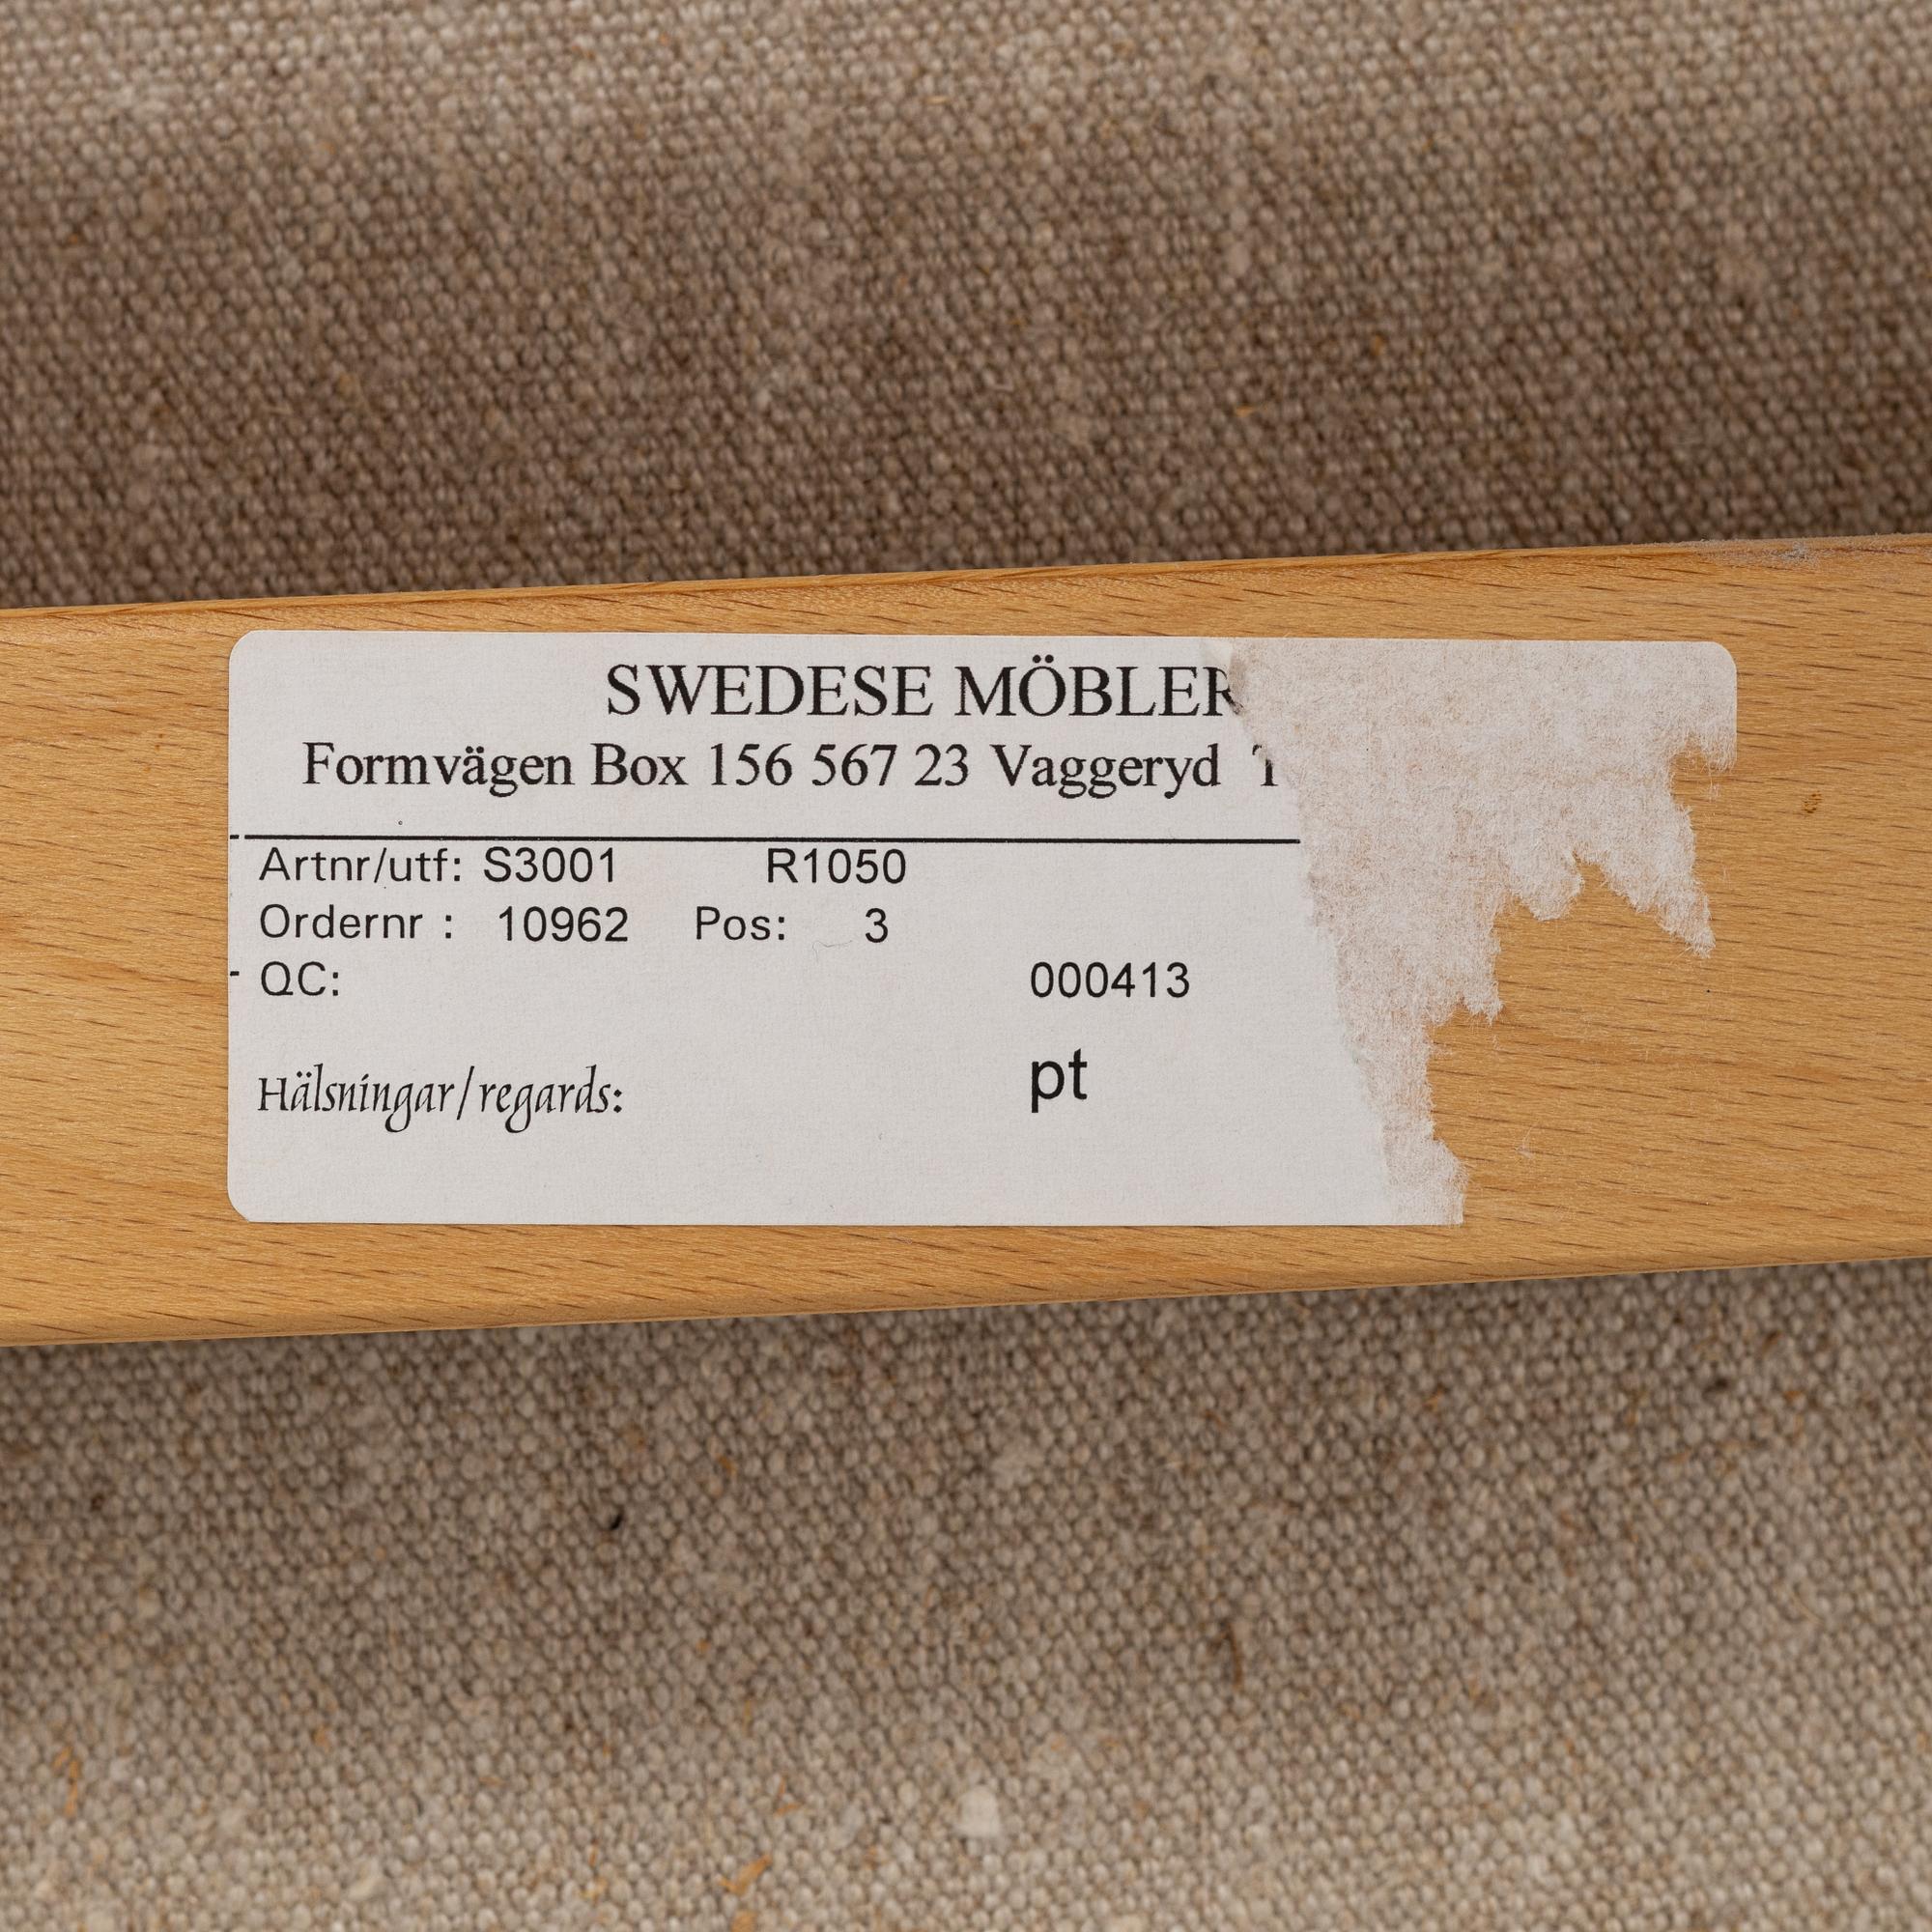 SWEDESE MÖBLER
Formvägen Box 156 567 23 Vaggeryd T
Artnr/utf: S3001 R1050
Ordernr : 10962 Pos: 3
QC: 000413
Hälsningar/regards: pt